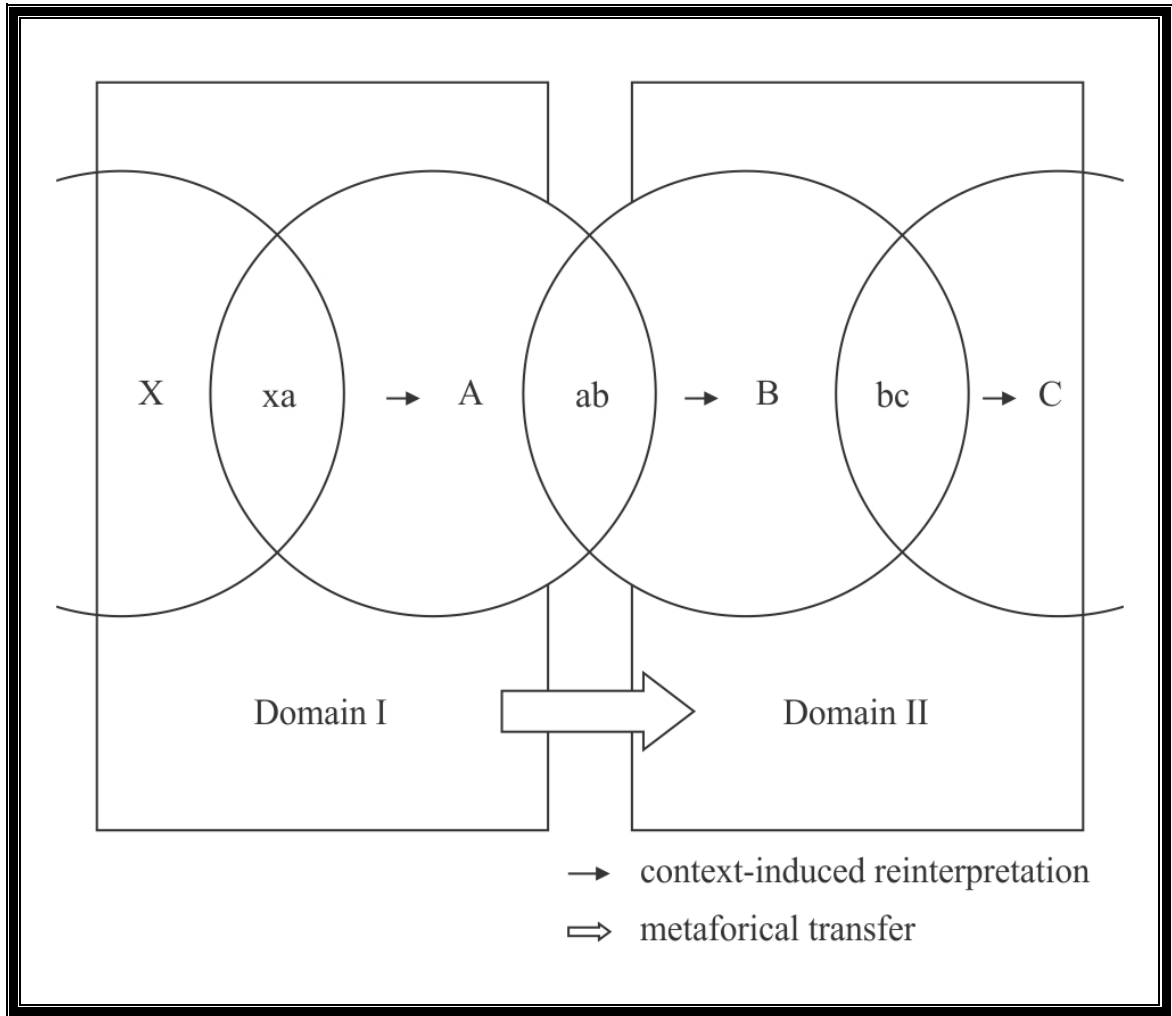 X xa → A ab → B bc → C
Domain I Domain II
→ context-induced reinterpretation
⇨ metaforical transfer